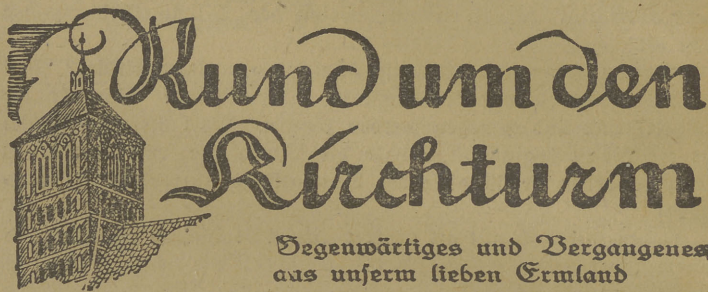 Rund um den
Kirchturm
Gegenwärtiges und Vergangenes
aus unserm lieben Ermland